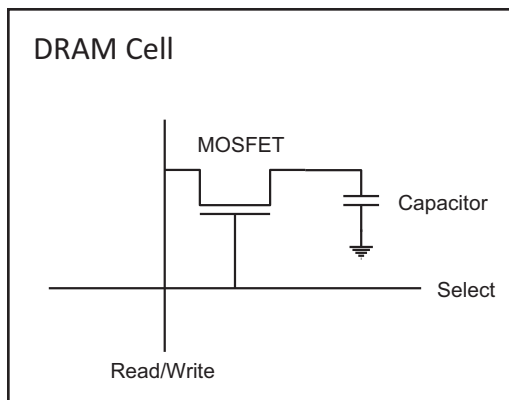 DRAM Cell
MOSFET
Capacitor
Select
Read/Write